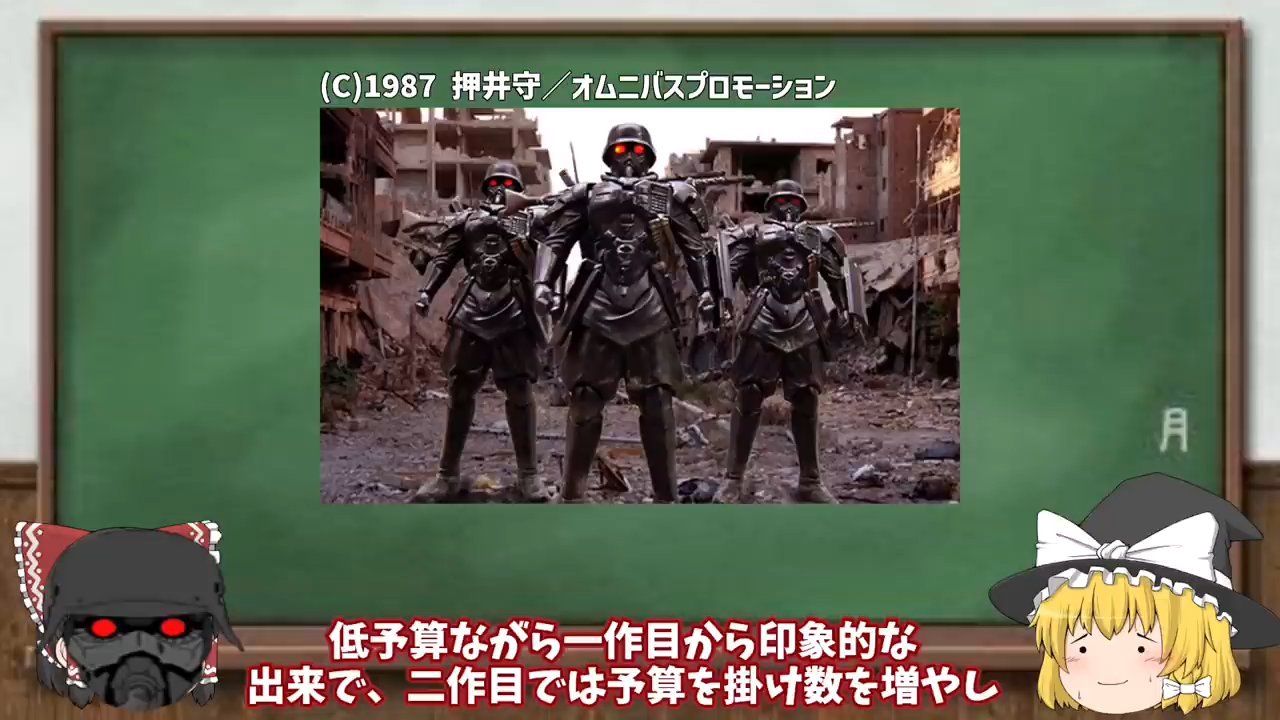 (C)1987 押井守／オムニバスプロモーション
月
低予算ながら一作目から印象的な
出来で、二作目では予算を掛け数を増やし